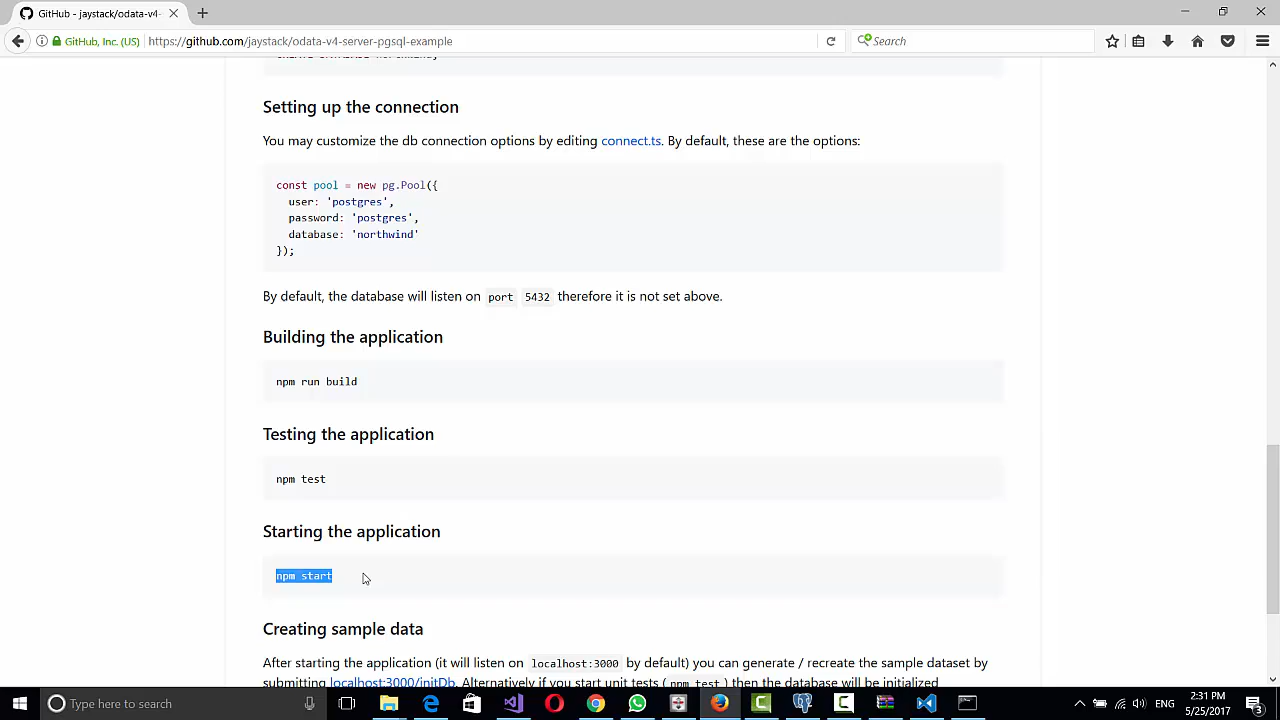 GitHub - jaystack/odata-v4-
GitHub, Inc. (US)
https://github.com/jaystack/odata-v4-server-pgsql-example
Search
Setting up the connection
You may customize the db connection options by editing connect.ts. By default, these are the options:
const pool = new pg.Pool({
user: 'postgres',
password: 'postgres',
database: 'northwind'
});
By default, the database will listen on port 5432 therefore it is not set above.
Building the application
npm run build
Testing the application
npm test
Starting the application
npm start
Creating sample data
After starting the application (it will listen on localhost:3000 by default) you can generate / recreate the sample dataset by
submitting localhost:3000/initDb. Alternatively if you start unit tests ( npm test ) then the database will be initialized
Type here to search
ENG
2:31 PM
5/25/2017
3